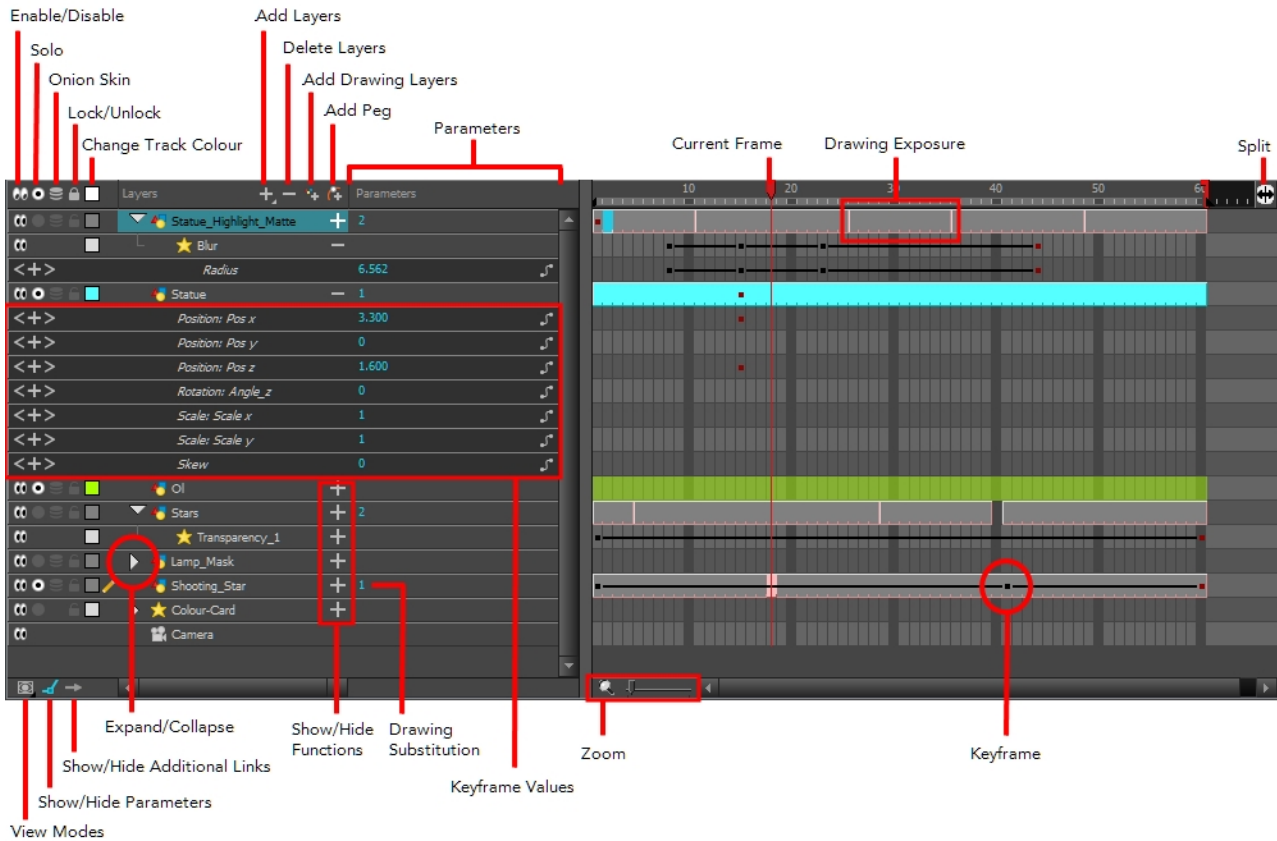 Enable/Disable
Add Layers
Solo
Delete Layers
Onion Skin
Add Drawing Layers
Lock/Unlock
Add Peg
Change Track Colour
Parameters
Current Frame
Drawing Exposure
Split
Layers
Parameters
10 20 30 40 50 60
Statue_Highlight_Matte 2
Blur
Radius 6.562
Statue 1
Position: Pos x 3.300
Position: Pos y 0
Position: Pos z 1.600
Rotation: Angle_z 0
Scale: Scale x 1
Scale: Scale y 1
Skew 0
Ol
Stars 2
Transparency_1
Lamp_Mask
Shooting_Star 1
Colour-Card
Camera
Expand/Collapse
Show/Hide Functions
Drawing Substitution
Zoom
Keyframe
Show/Hide Additional Links
Keyframe Values
Show/Hide Parameters
View Modes